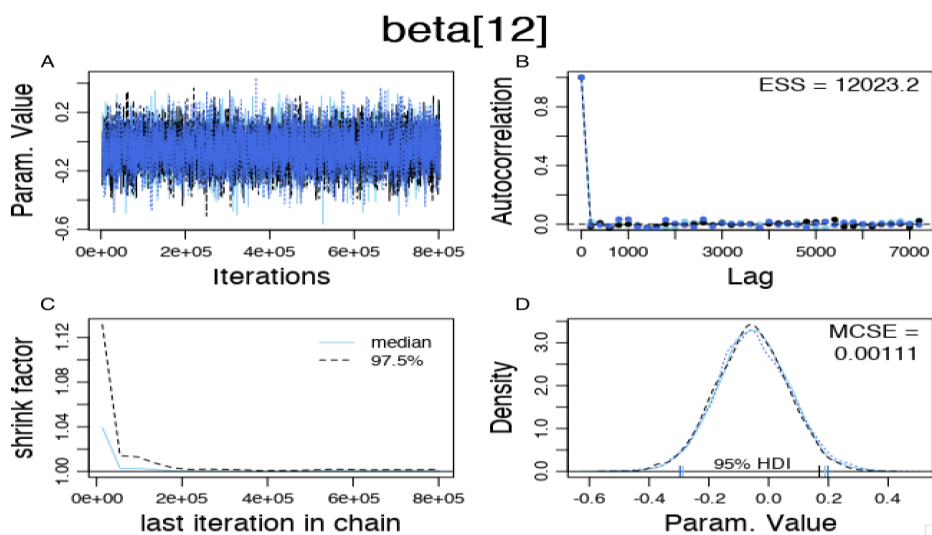 beta[12]
A
Param. Value
0.2
-0.2
-0.6
0e+00 2e+05 4e+05 6e+05 8e+05
Iterations
B
Autocorrelation
0.8
0.4
0.0
ESS = 12023.2
0 1000 3000 5000 7000
Lag
C
shrink factor
1.12
1.08
1.04
1.00
median
97.5%
0e+00 2e+05 4e+05 6e+05 8e+05
last iteration in chain
D
Density
3.0
2.0
1.0
0.0
MCSE =
0.00111
95% HDI
-0.6 -0.4 -0.2 0.0 0.2 0.4
Param. Value